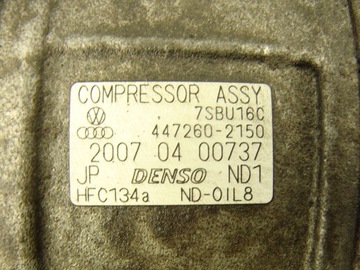 COMPRESSOR ASSY
7SBU16C
447260-2150
2007 04 00737
JP DENSO ND1
HFC134a ND-OIL8